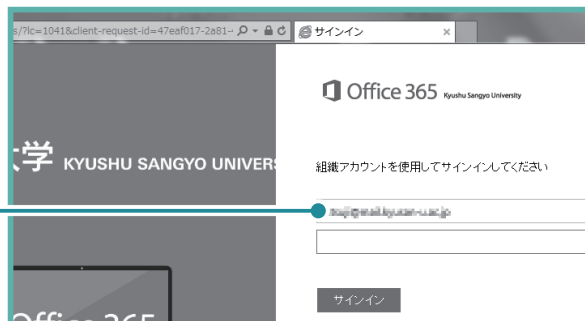 s/?lc=1041&client-request-id=47eaf017-2a81-
サインイン ×
Office 365 Kyushu Sangyo University
大学 KYUSHU SANGYO UNIVERS
組織アカウントを使用してサインインしてください
サインイン
Office 365